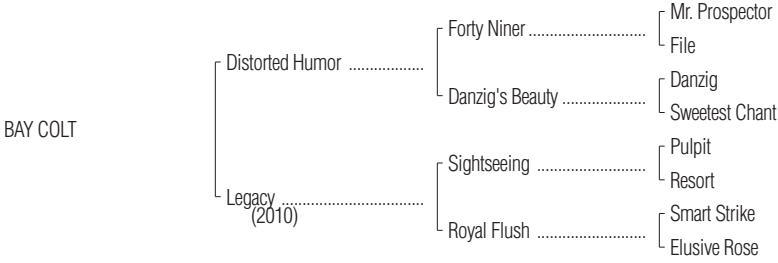 Mr. Prospector
Forty Niner ..........................
File
Distorted Humor .................
Danzig
Danzig's Beauty ...................
Sweetest Chant
BAY COLT
Pulpit
Sightseeing ........................
Resort
Legacy ................................
(2010)
Smart Strike
Royal Flush ........................
Elusive Rose